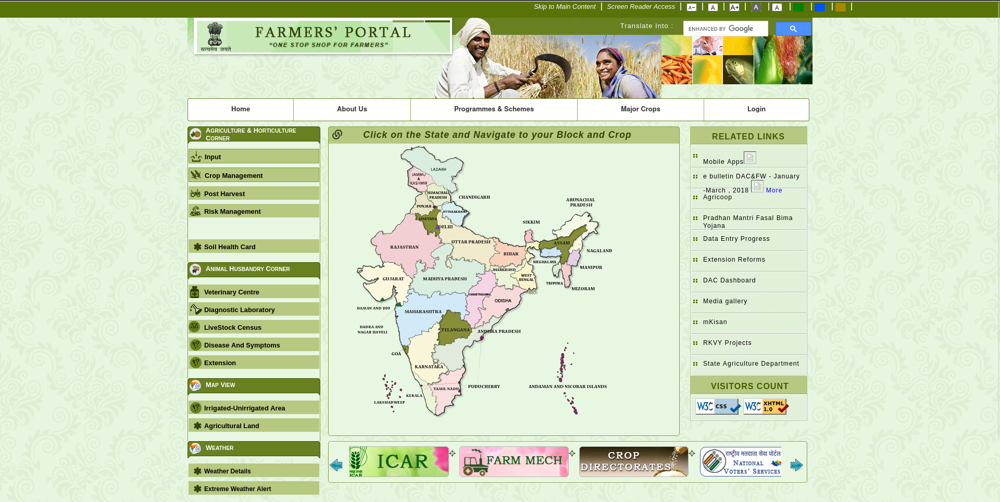 Skip to Main Content
Screen Reader Access
A− A A+ A A
FARMERS' PORTAL
"ONE STOP SHOP FOR FARMERS"
सत्यमेव जयते
Translate Into :
ENHANCED BY Google
Home
About Us
Programmes & Schemes
Major Crops
Login
AGRICULTURE & HORTICULTURE
CORNER
Input
Crop Management
Post Harvest
Risk Management
Soil Health Card
ANIMAL HUSBANDRY CORNER
Veterinary Centre
Diagnostic Laboratory
LiveStock Census
Disease And Symptoms
Extension
MAP VIEW
Irrigated-Unirrigated Area
Agricultural Land
WEATHER
Weather Details
Extreme Weather Alert
Click on the State and Navigate to your Block and Crop
LADAKH
JAMMU
&
KASHMIR
HIMACHAL
PRADESH
CHANDIGARH
PUNJAB
UTTARAKHAND
HARYANA
DELHI
ARUNACHAL
PRADESH
SIKKIM
UTTAR PRADESH
RAJASTHAN
BIHAR
ASSAM
NAGALAND
MEGHALAYA
MANIPUR
JHARKHAND
WEST
BENGAL
GUJARAT
MADHYA PRADESH
TRIPURA
MIZORAM
CHHATTISGARH
ODISHA
DAMAN AND DIU
MAHARASHTRA
DADRA AND
NAGAR HAVELI
TELANGANA
ANDHRA PRADESH
GOA
KARNATAKA
TAMIL NADU
PUDUCHERRY
ANDAMAN AND NICOBAR ISLANDS
KERALA
LAKSHADWEEP
RELATED LINKS
Mobile Apps
e bulletin DAC&FW - January
-March , 2018 More
Agricoop
Pradhan Mantri Fasal Bima
Yojana
Data Entry Progress
Extension Reforms
DAC Dashboard
Media gallery
mKisan
RKVY Projects
State Agriculture Department
VISITORS COUNT
W3C CSS
W3C XHTML
1.0
ICAR
ICAR
FARM MECH
CROP
DIRECTORATES
राष्ट्रीय मतदाता सेवा पोर्टल
NATIONAL
VOTERS' SERVICES